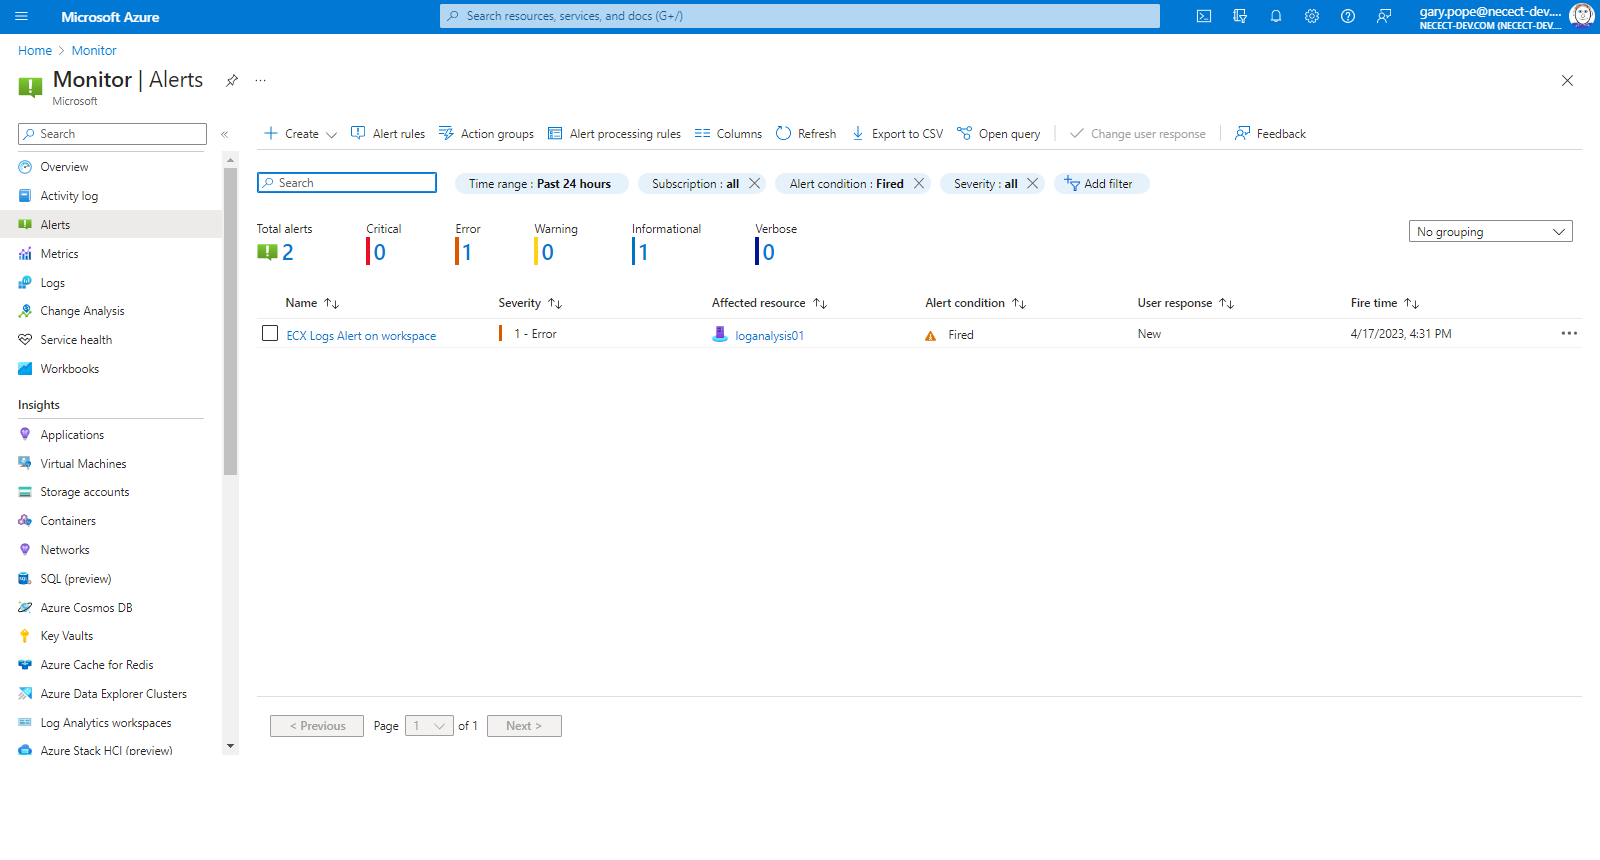 Microsoft Azure
Search resources, services, and docs (G+/)
gary.pope@necect-dev....
NECECT-DEV.COM (NECECT-DEV....
Home > Monitor
Monitor | Alerts
...
Microsoft
Search
«
Create
Alert rules
Action groups
Alert processing rules
Columns
Refresh
Export to CSV
Open query
Change user response
Feedback
Overview
Activity log
Alerts
Metrics
Logs
Change Analysis
Service health
Workbooks
Insights
Applications
Virtual Machines
Storage accounts
Containers
Networks
SQL (preview)
Azure Cosmos DB
Key Vaults
Azure Cache for Redis
Azure Data Explorer Clusters
Log Analytics workspaces
Azure Stack HCI (preview)
Search
Time range : Past 24 hours
Subscription : all
Alert condition : Fired
Severity : all
Add filter
Total alerts
2
Critical
0
Error
1
Warning
0
Informational
1
Verbose
0
No grouping
Name ↑↓ Severity ↑↓ Affected resource ↑↓ Alert condition ↑↓ User response ↑↓ Fire time ↑↓
ECX Logs Alert on workspace 1 - Error loganalysis01 Fired New 4/17/2023, 4:31 PM
< Previous Page 1 of 1 Next >